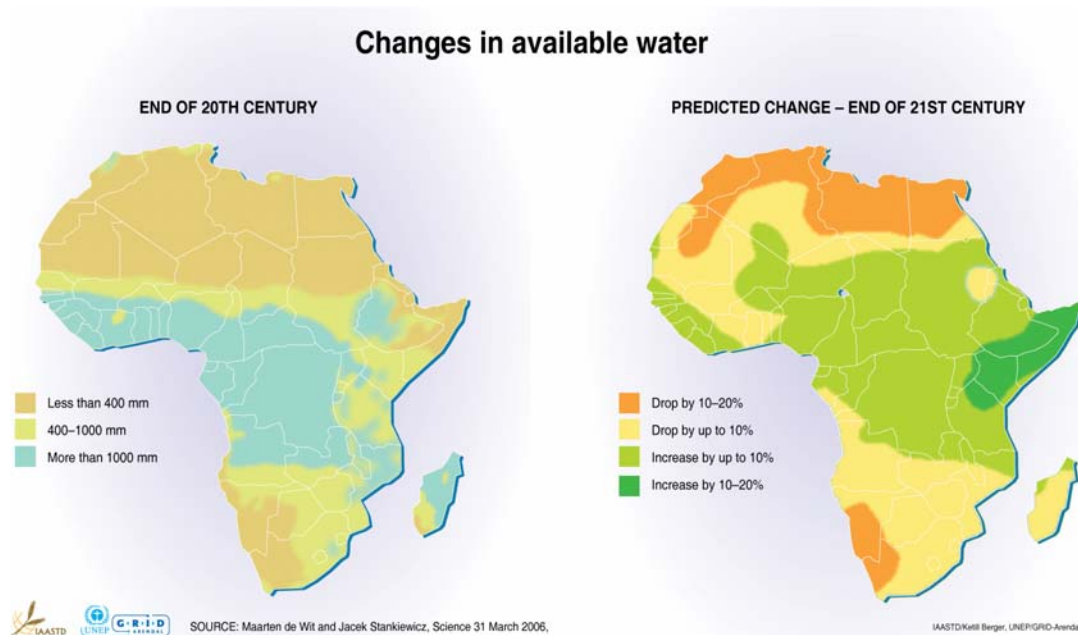 Changes in available water
END OF 20TH CENTURY
Less than 400 mm
400–1000 mm
More than 1000 mm
PREDICTED CHANGE – END OF 21ST CENTURY
Drop by 10–20%
Drop by up to 10%
Increase by up to 10%
Increase by 10–20%
IAASTD
UNEP
GRID
ARENDAL
SOURCE: Maarten de Wit and Jacek Stankiewicz, Science 31 March 2006,
IAASTD/Ketill Berger, UNEP/GRID-Arenda